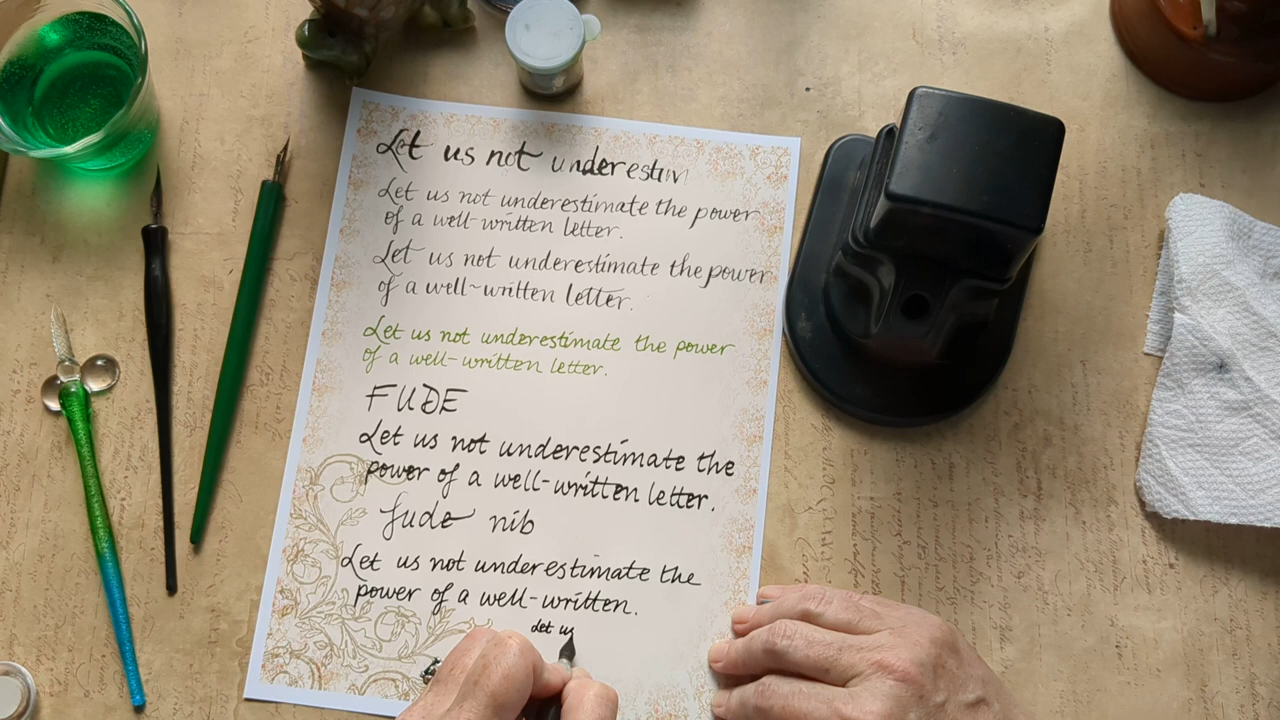 Let us not underestim
Let us not underestimate the power
of a well-written letter.
Let us not underestimate the power
of a well-written letter.
Let us not underestimate the power
of a well-written letter.
FUDE
Let us not underestimate the
power of a well-written letter.
fude nib
Let us not underestimate the
power of a well-written.
Let us